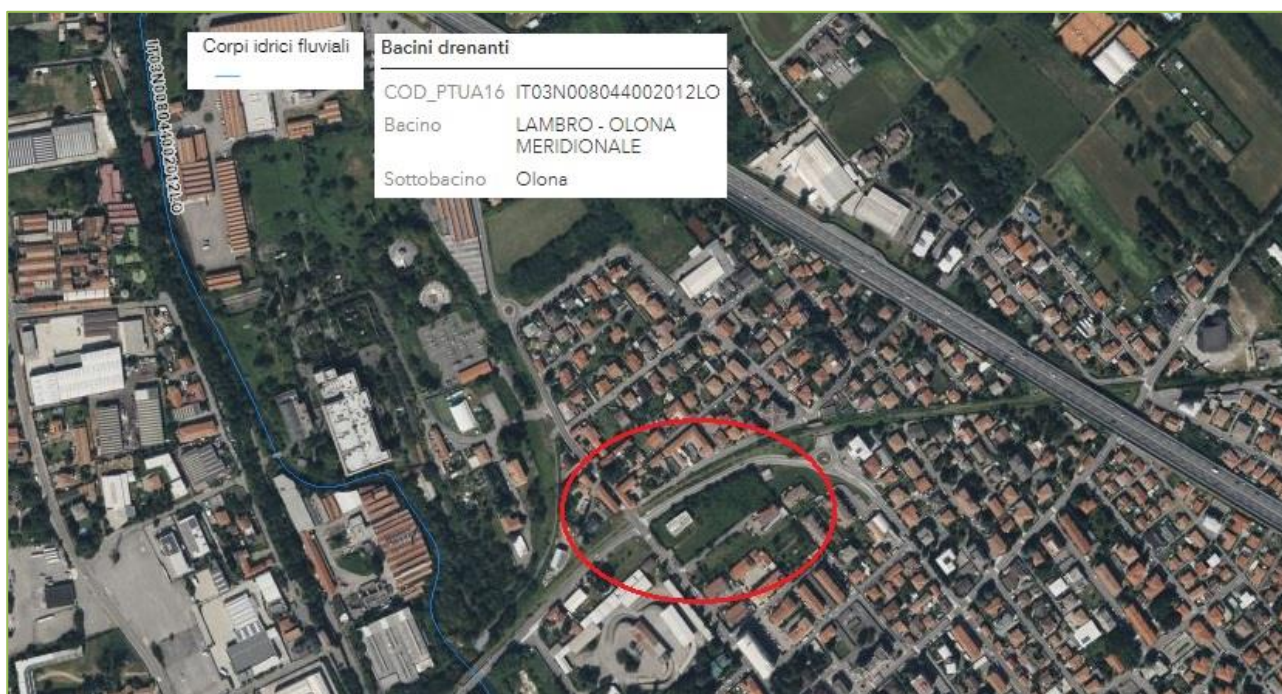 Corpi idrici fluviali
Bacini drenanti
COD_PTUA16 IT03N008044002012LO
Bacino LAMBRO - OLONA
MERIDIONALE
Sottobacino Olona
IT03N008044002012LO